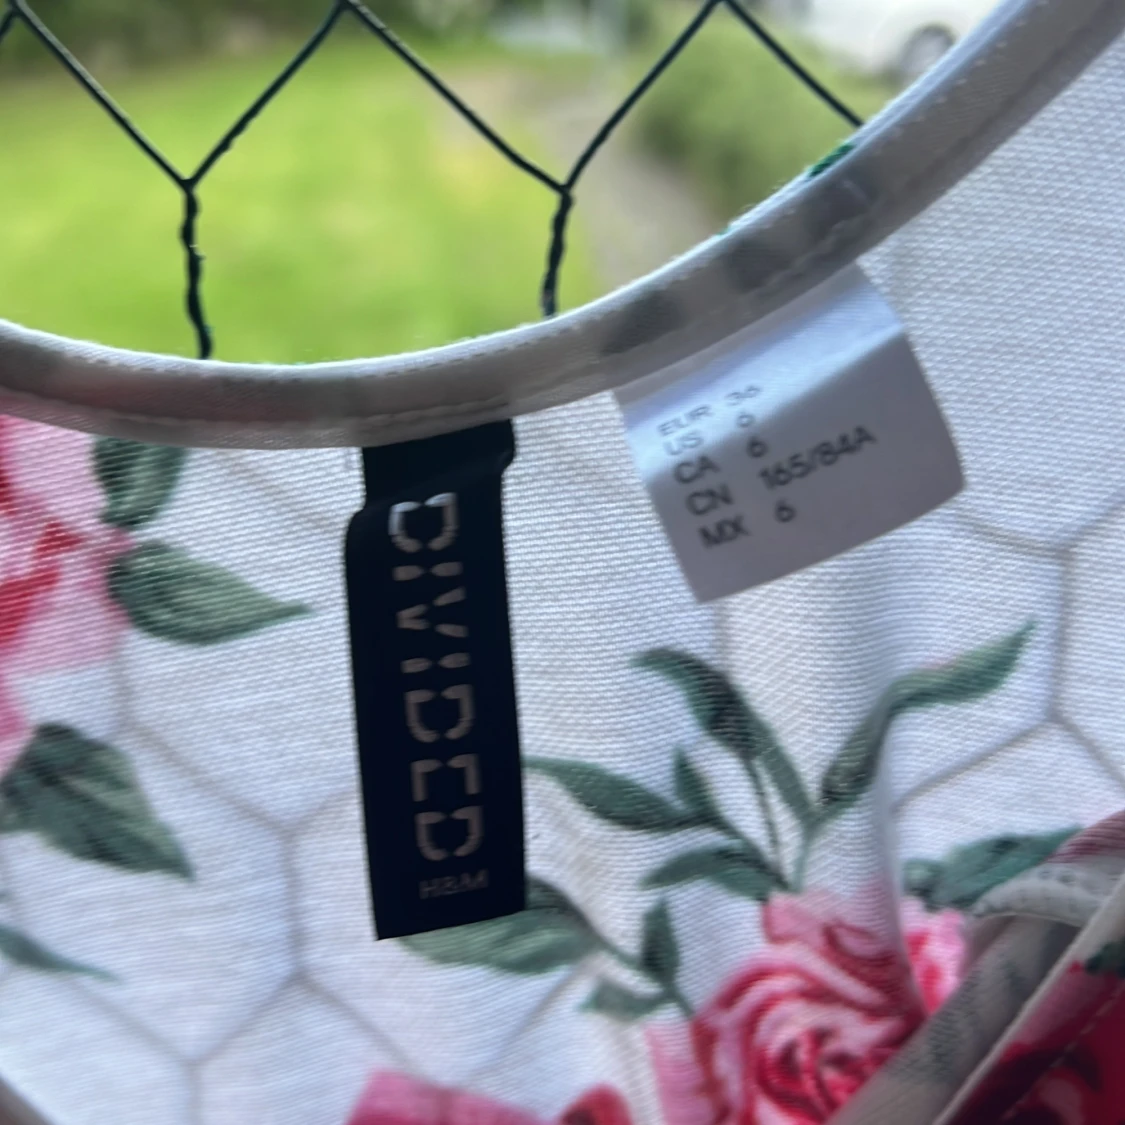 DIVIDED
H&M
EUR 36
US 6
CA 6
CN 165/84A
MX 6